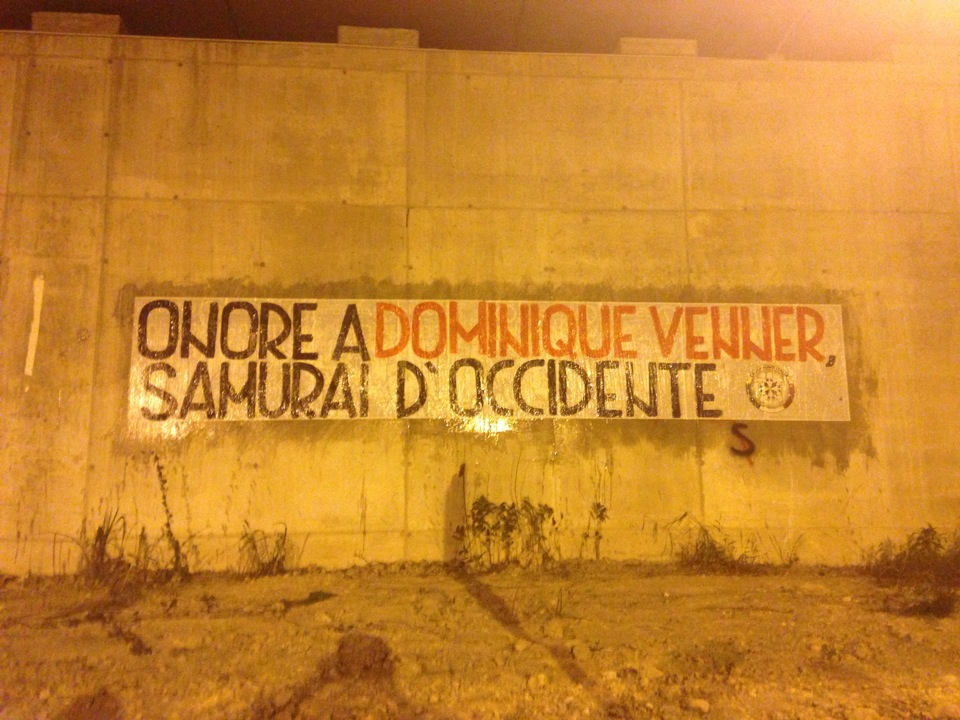 ONORE A DOMINIQUE VENNER,
SAMURAI D'OCCIDENTE
S